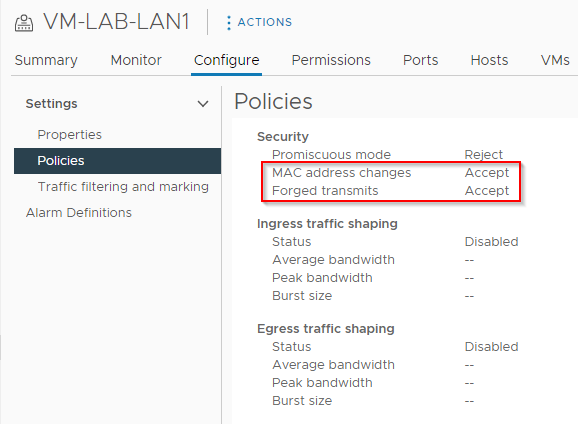 VM-LAB-LAN1
ACTIONS
Summary Monitor Configure Permissions Ports Hosts VMs
Settings
Properties
Policies
Traffic filtering and marking
Alarm Definitions
Policies
Security
Promiscuous mode Reject
MAC address changes Accept
Forged transmits Accept
Ingress traffic shaping
Status Disabled
Average bandwidth --
Peak bandwidth --
Burst size --
Egress traffic shaping
Status Disabled
Average bandwidth --
Peak bandwidth --
Burst size --